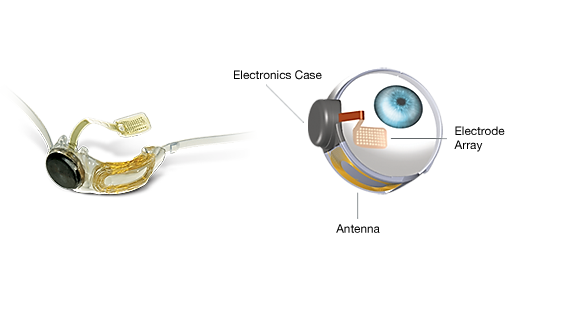 Electronics Case
Electrode
Array
Antenna